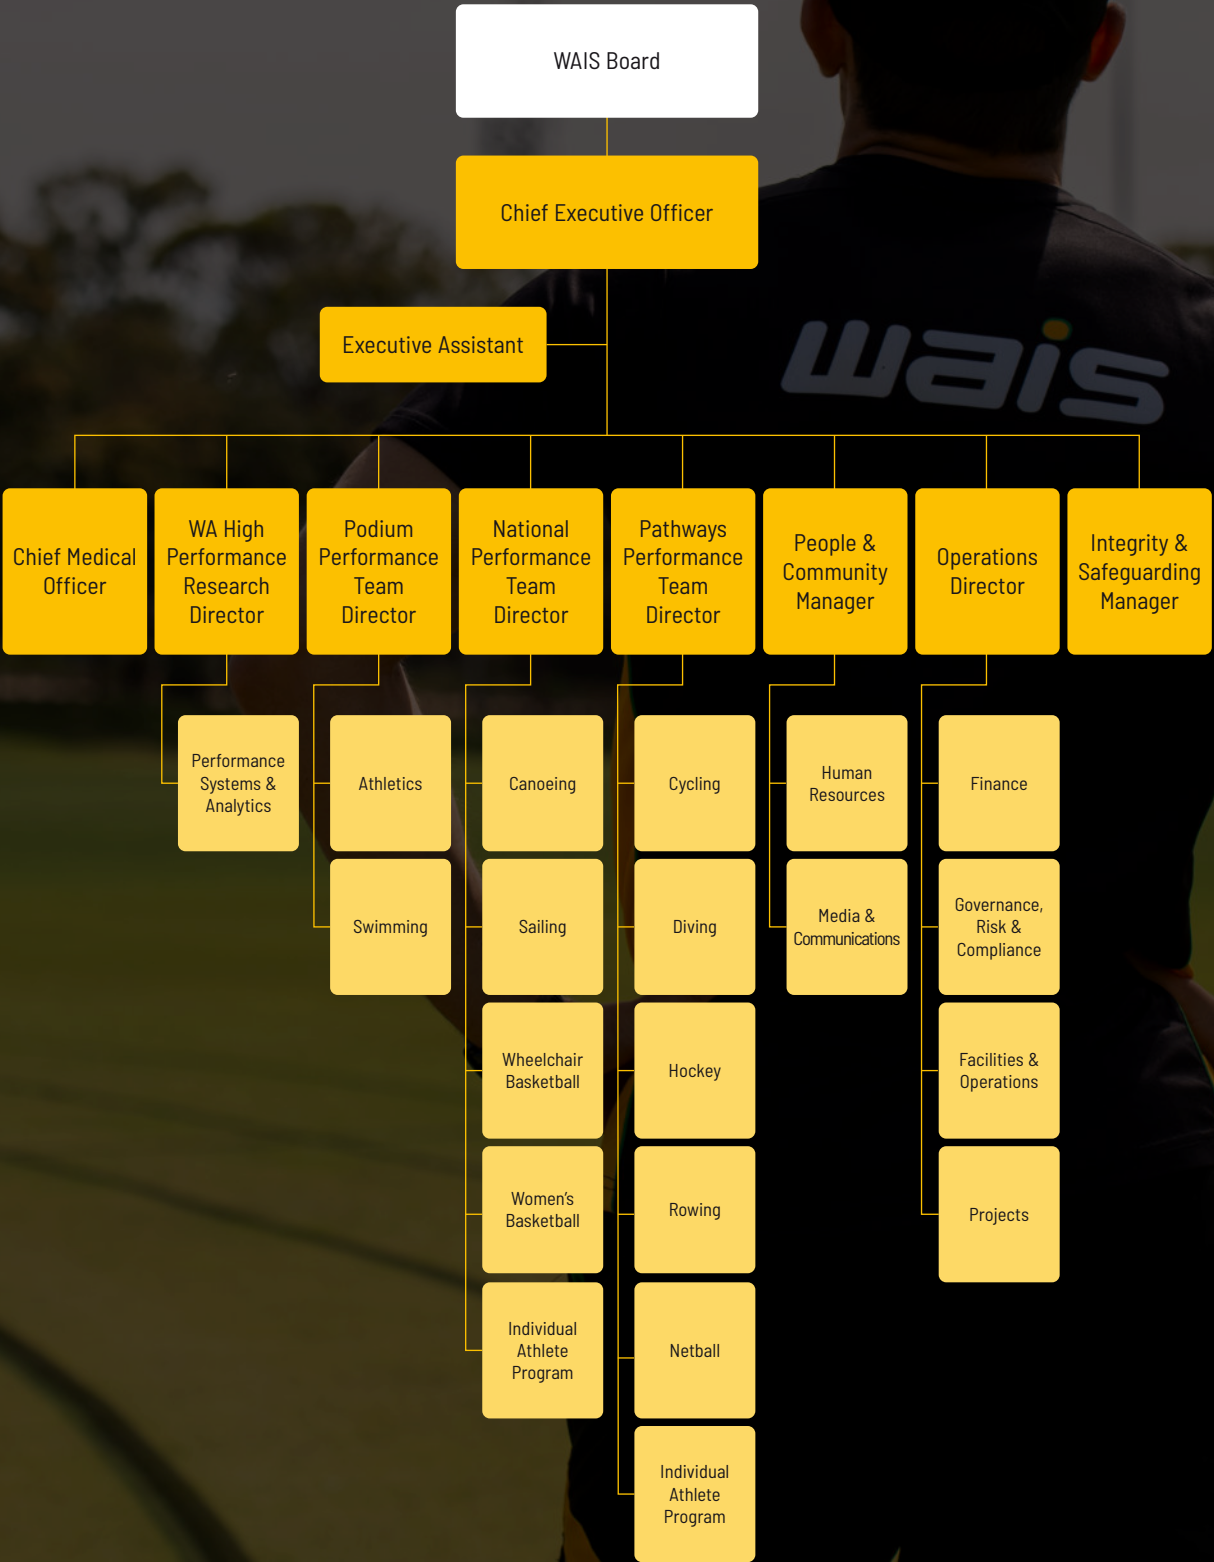 WAIS Board
Chief Executive Officer
Executive Assistant
wais
Chief Medical
Officer
WA High
Performance
Research
Director
Podium
Performance
Team
Director
National
Performance
Team
Director
Pathways
Performance
Team
Director
People &
Community
Manager
Operations
Director
Integrity &
Safeguarding
Manager
Performance
Systems &
Analytics
Athletics
Swimming
Canoeing
Sailing
Wheelchair
Basketball
Women’s
Basketball
Individual
Athlete
Program
Cycling
Diving
Hockey
Rowing
Netball
Individual
Athlete
Program
Human
Resources
Media &
Communications
Finance
Governance,
Risk &
Compliance
Facilities &
Operations
Projects